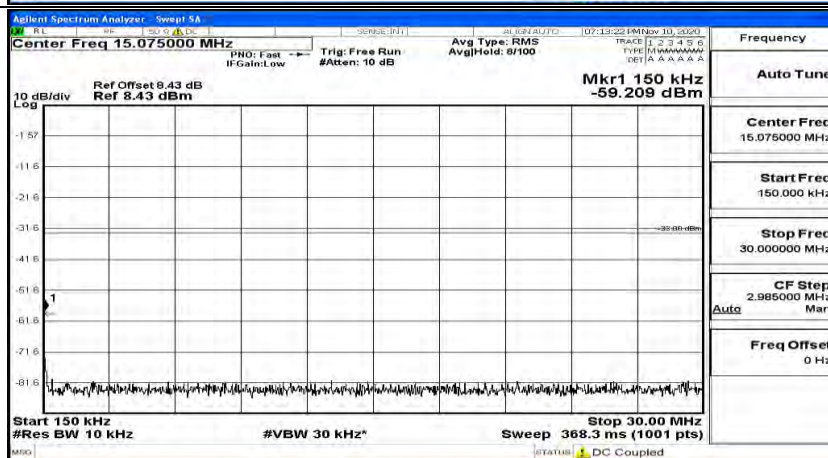 Agilent Spectrum Analyzer - Swept SA
RL RF 50 Ω DC SENSE:INT ALIGN AUTO 07:13:22 PM Nov 10, 2020
Center Freq 15.075000 MHz
PNO: Fast
IFGain:Low
Trig: Free Run
#Atten: 10 dB
Avg Type: RMS
Avg|Hold: 8/100
TRACE 1 2 3 4 5 6
TYPE MWWWWW
DET A A A A A A
Mkr1 150 kHz
-59.209 dBm
Ref Offset 8.43 dB
10 dB/div Ref 8.43 dBm
Log
-1.57
-11.6
-21.6
-31.6
-33.00 dBm
-41.6
-51.6
1
-61.6
-71.6
-81.6
Start 150 kHz Stop 30.00 MHz
#Res BW 10 kHz #VBW 30 kHz* Sweep 368.3 ms (1001 pts)
MSG STATUS DC Coupled
Frequency
Auto Tune
Center Freq
15.075000 MHz
Start Freq
150.000 kHz
Stop Freq
30.000000 MHz
CF Step
2.985000 MHz
Auto Man
Freq Offset
0 Hz